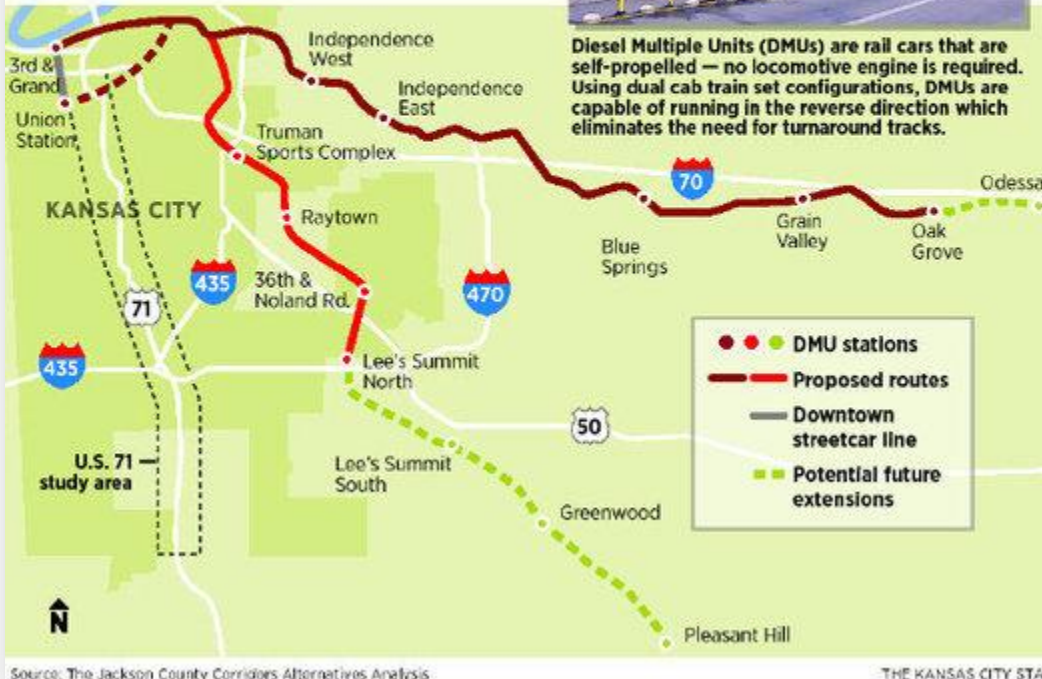 Diesel Multiple Units (DMUs) are rail cars that are
self-propelled — no locomotive engine is required.
Using dual cab train set configurations, DMUs are
capable of running in the reverse direction which
eliminates the need for turnaround tracks.
3rd &
Grand
Union
Station
Independence
West
Independence
East
Truman
Sports Complex
KANSAS CITY
Raytown
70
Odessa
Grain
Valley
Oak
Grove
Blue
Springs
435
36th &
Noland Rd.
470
71
435
Lee's Summit
North
50
U.S. 71
study area
Lee's Summit
South
Greenwood
Pleasant Hill
DMU stations
Proposed routes
Downtown
streetcar line
Potential future
extensions
N
Source: The Jackson County Corridors Alternatives Analysis
THE KANSAS CITY STA